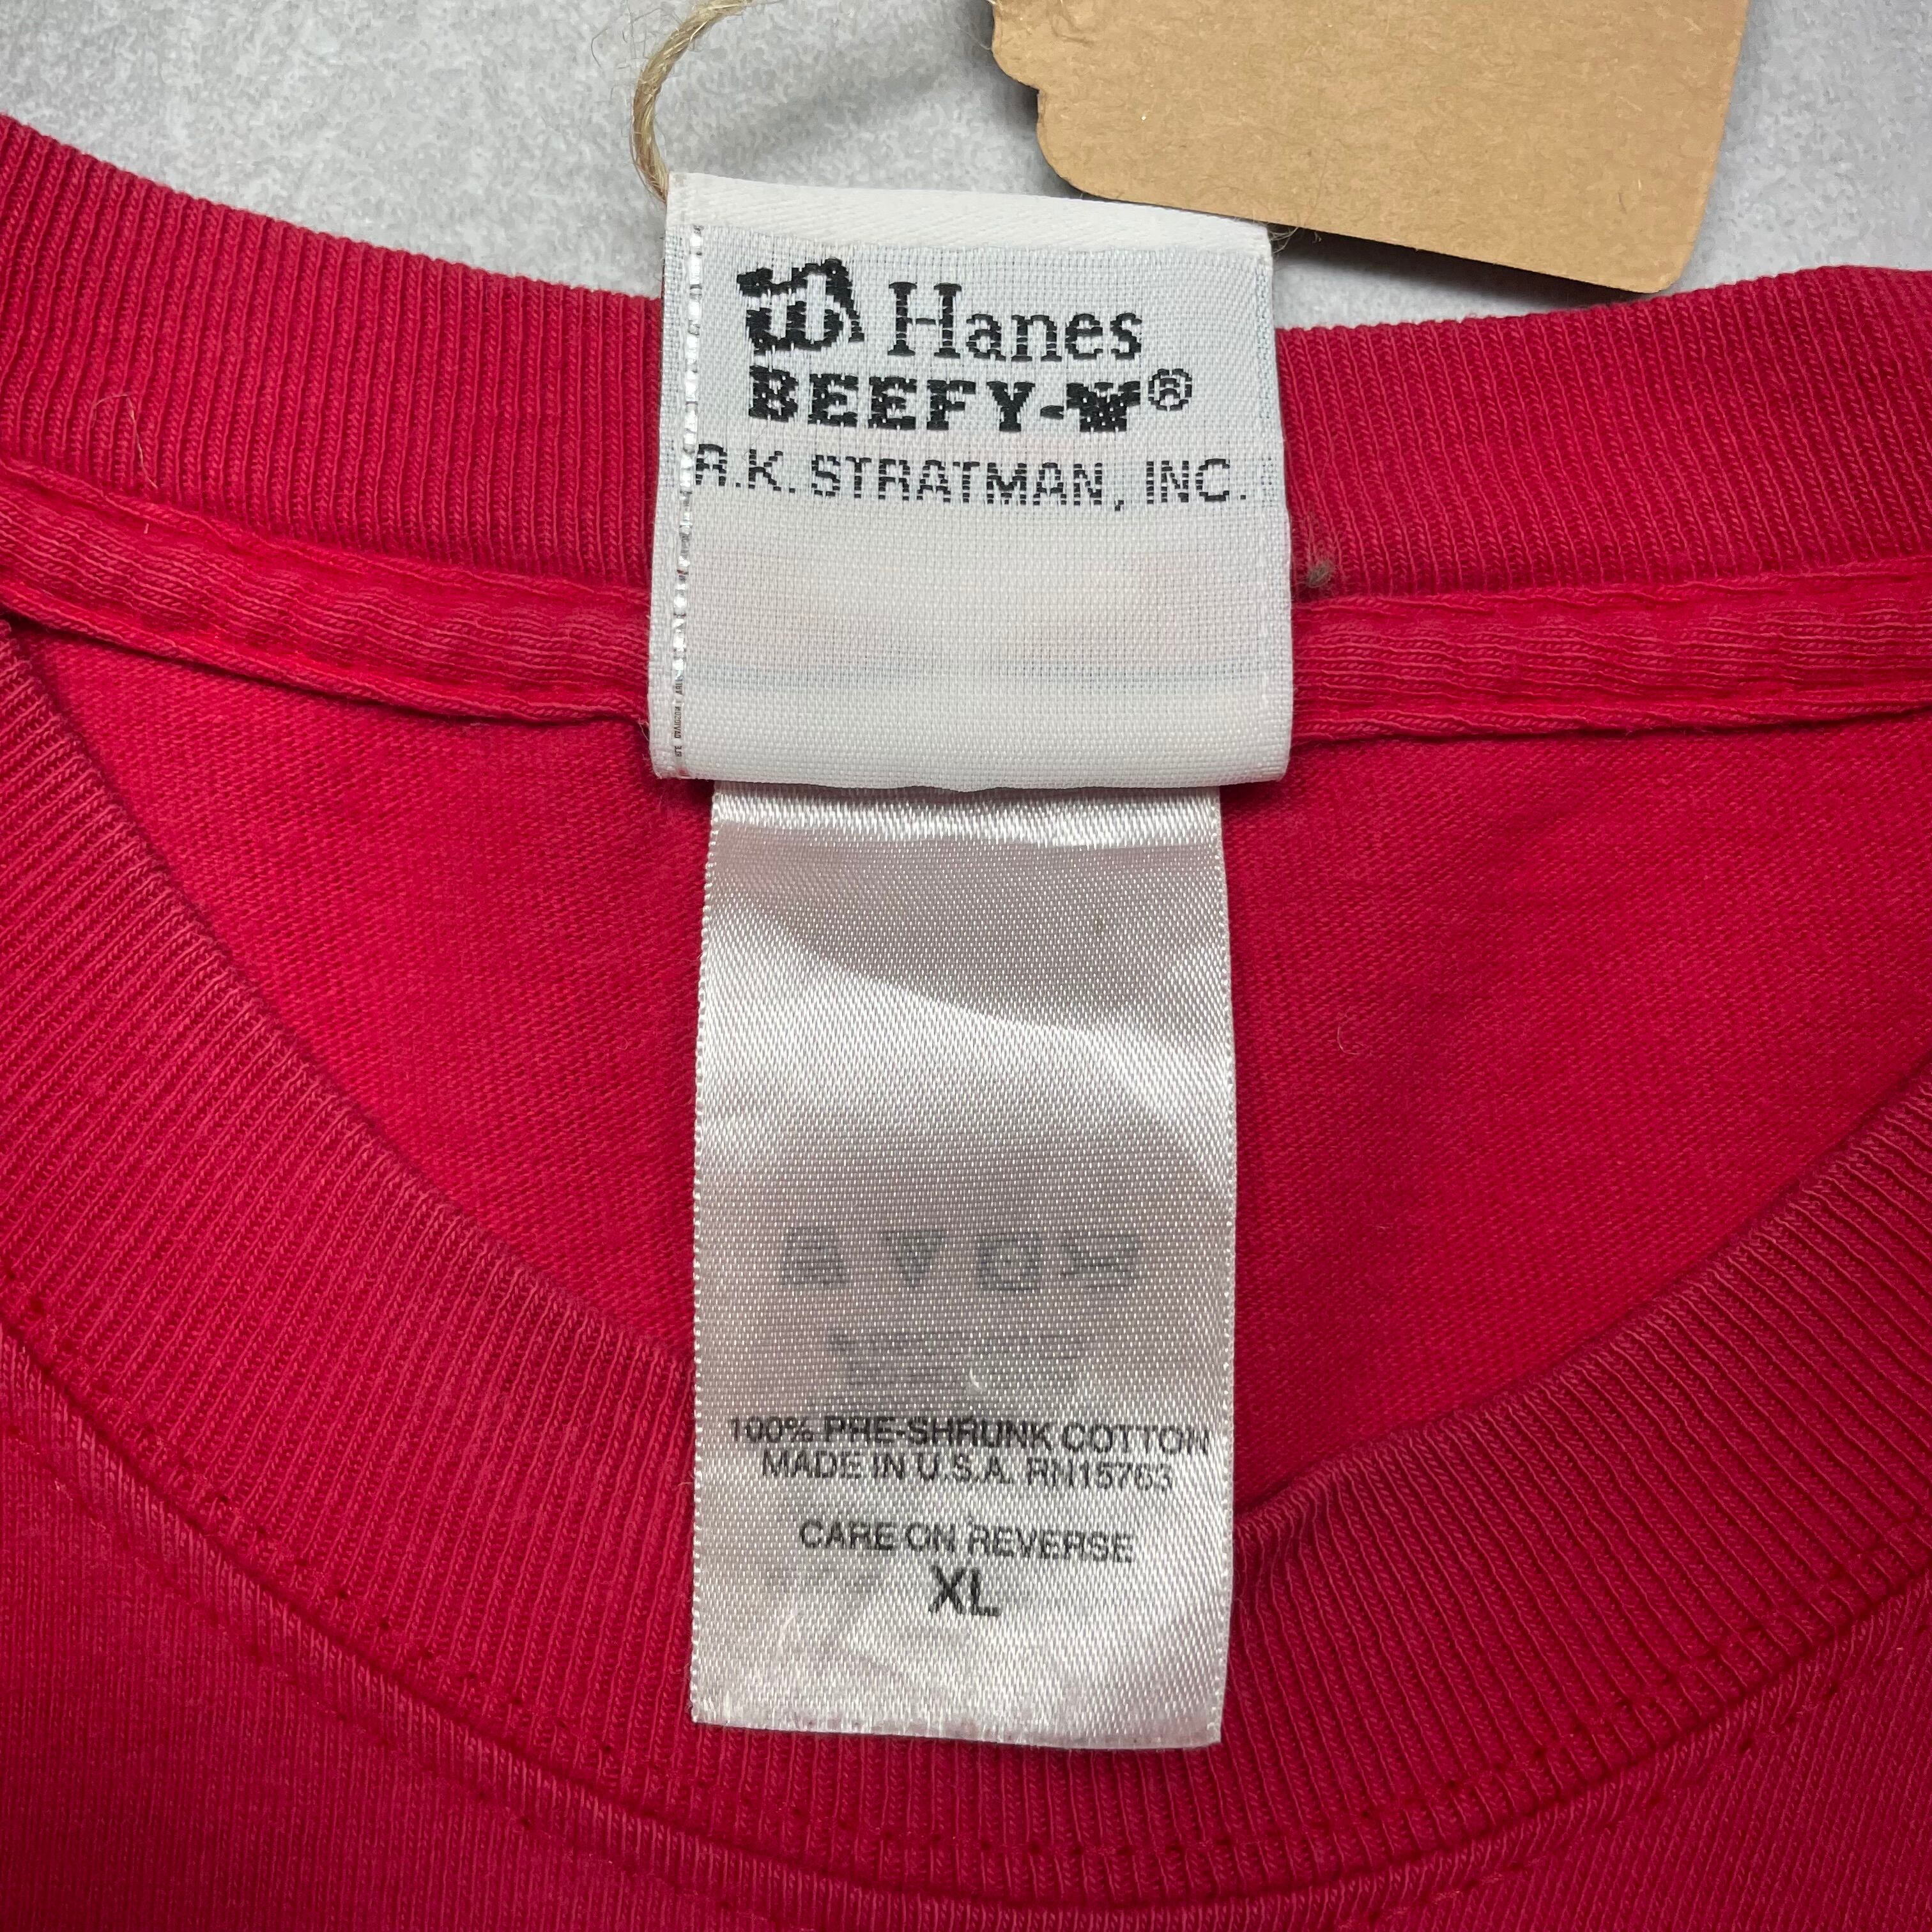 Hanes
BEEFY-T®
R.K. STRATMAN, INC.
100% PRE-SHRUNK COTTON
MADE IN U.S.A. RN15763
CARE ON REVERSE
XL